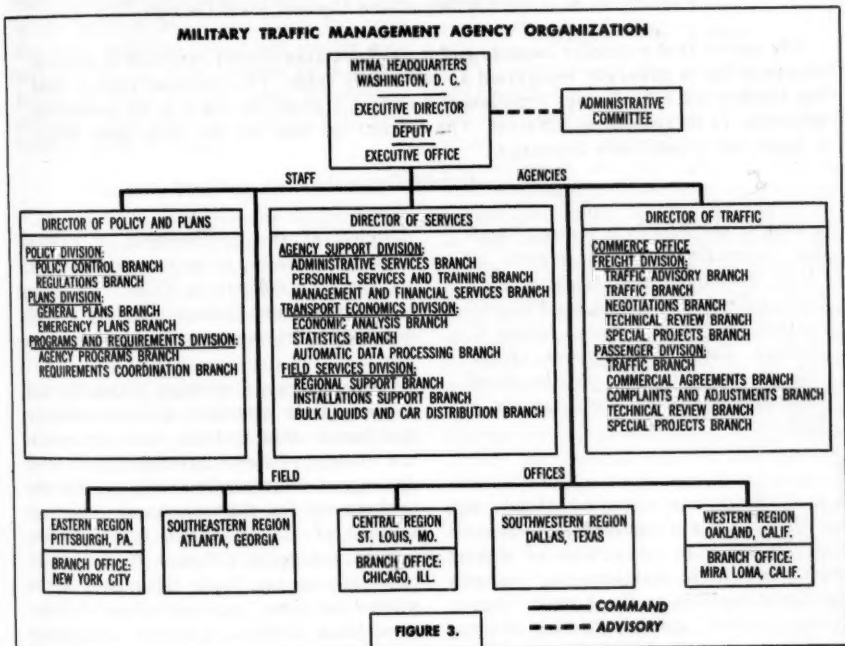 MILITARY TRAFFIC MANAGEMENT AGENCY ORGANIZATION
MTMA HEADQUARTERS
WASHINGTON, D. C.
EXECUTIVE DIRECTOR
DEPUTY
EXECUTIVE OFFICE
ADMINISTRATIVE
COMMITTEE
STAFF AGENCIES
DIRECTOR OF POLICY AND PLANS
POLICY DIVISION:
POLICY CONTROL BRANCH
REGULATIONS BRANCH
PLANS DIVISION:
GENERAL PLANS BRANCH
EMERGENCY PLANS BRANCH
PROGRAMS AND REQUIREMENTS DIVISION:
AGENCY PROGRAMS BRANCH
REQUIREMENTS COORDINATION BRANCH
DIRECTOR OF SERVICES
AGENCY SUPPORT DIVISION:
ADMINISTRATIVE SERVICES BRANCH
PERSONNEL SERVICES AND TRAINING BRANCH
MANAGEMENT AND FINANCIAL SERVICES BRANCH
TRANSPORT ECONOMICS DIVISION:
ECONOMIC ANALYSIS BRANCH
STATISTICS BRANCH
AUTOMATIC DATA PROCESSING BRANCH
FIELD SERVICES DIVISION:
REGIONAL SUPPORT BRANCH
INSTALLATIONS SUPPORT BRANCH
BULK LIQUIDS AND CAR DISTRIBUTION BRANCH
DIRECTOR OF TRAFFIC
COMMERCE OFFICE
FREIGHT DIVISION:
TRAFFIC ADVISORY BRANCH
TRAFFIC BRANCH
NEGOTIATIONS BRANCH
TECHNICAL REVIEW BRANCH
SPECIAL PROJECTS BRANCH
PASSENGER DIVISION:
TRAFFIC BRANCH
COMMERCIAL AGREEMENTS BRANCH
COMPLAINTS AND ADJUSTMENTS BRANCH
TECHNICAL REVIEW BRANCH
SPECIAL PROJECTS BRANCH
FIELD OFFICES
EASTERN REGION
PITTSBURGH, PA.
BRANCH OFFICE:
NEW YORK CITY
SOUTHEASTERN REGION
ATLANTA, GEORGIA
CENTRAL REGION
ST. LOUIS, MO.
BRANCH OFFICE:
CHICAGO, ILL.
SOUTHWESTERN REGION
DALLAS, TEXAS
WESTERN REGION
OAKLAND, CALIF.
BRANCH OFFICE:
MIRA LOMA, CALIF.
FIGURE 3.
COMMAND
ADVISORY